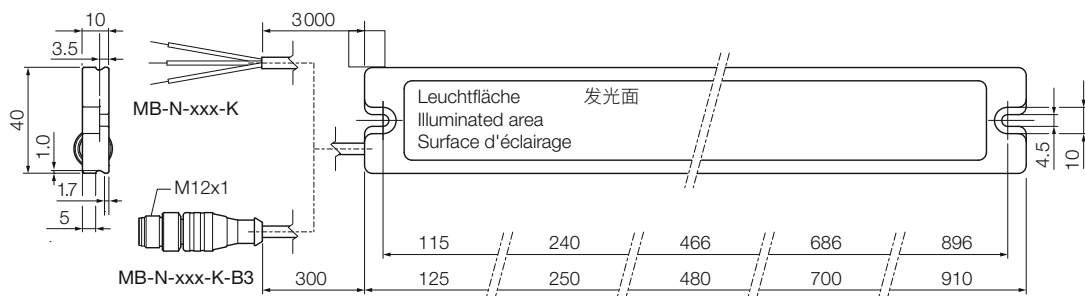 10
3.5
3000
MB-N-xxx-K
40
1.0
1.7
5
M12x1
MB-N-xxx-K-B3
300
Leuchtfläche 发光面
Illuminated area
Surface d'éclairage
4.5
10
115 240 466 686 896
125 250 480 700 910